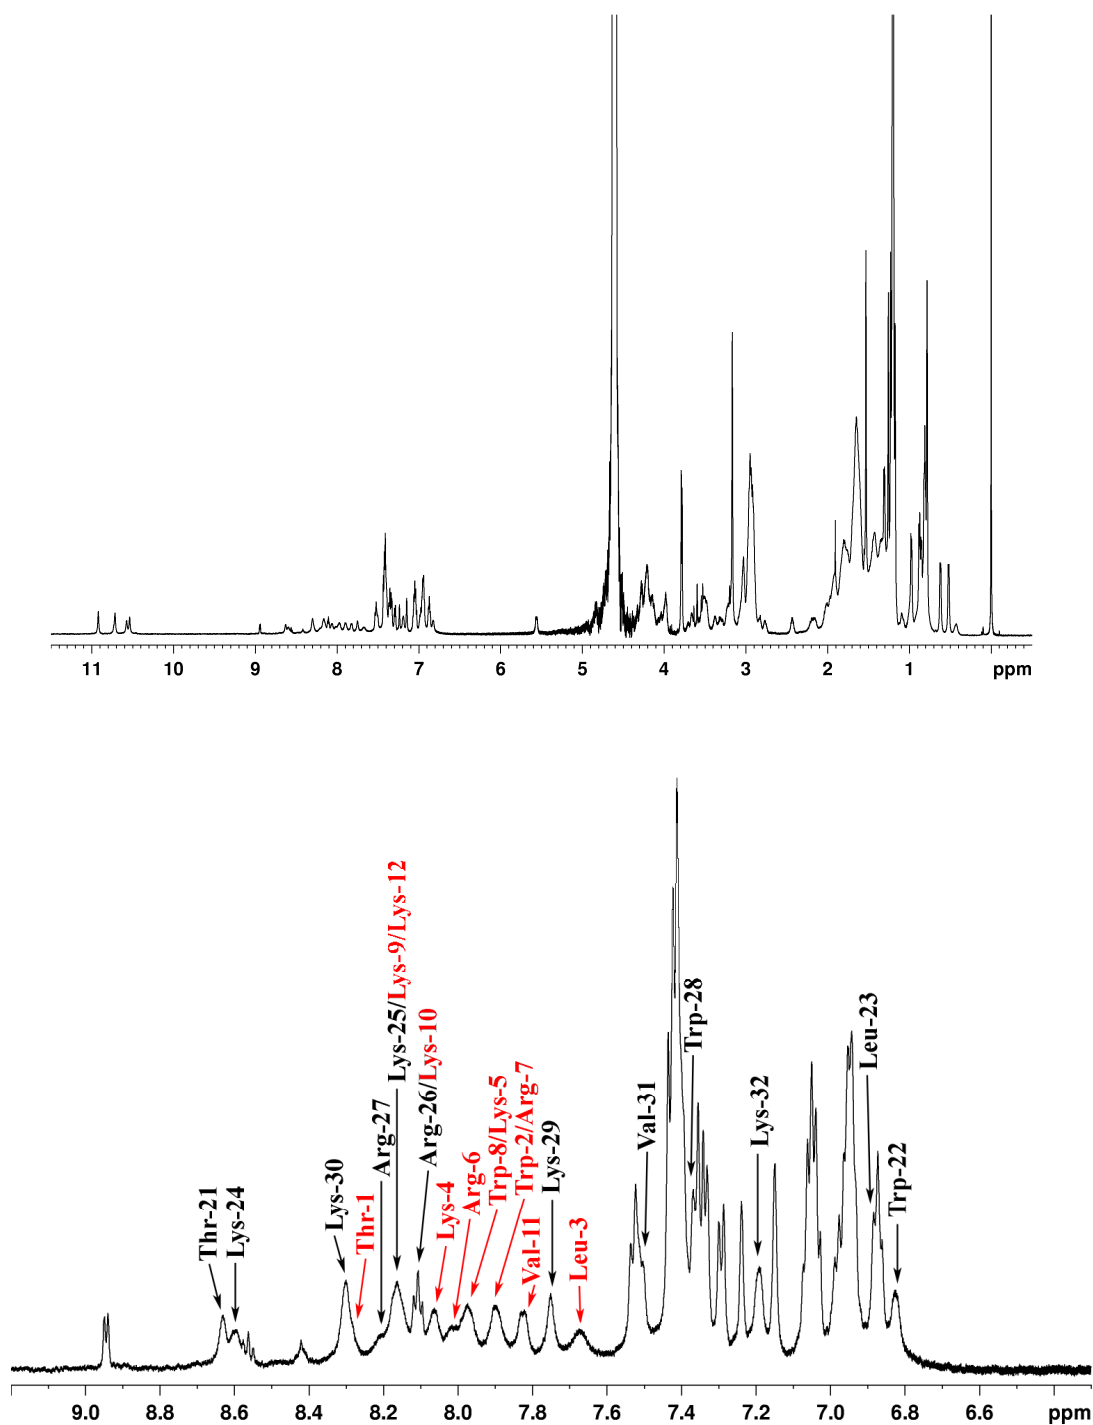 11 10 9 8 7 6 5 4 3 2 1 ppm
Thr-21
Lys-24
Lys-30
Thr-1
Arg-27
Lys-25/Lys-9/Lys-12
Arg-26/Lys-10
Lys-4
Arg-6
Trp-8/Lys-5
Trp-2/Arg-7
Val-11
Lys-29
Leu-3
Val-31
Trp-28
Lys-32
Leu-23
Trp-22
9.0 8.8 8.6 8.4 8.2 8.0 7.8 7.6 7.4 7.2 7.0 6.8 6.6 ppm